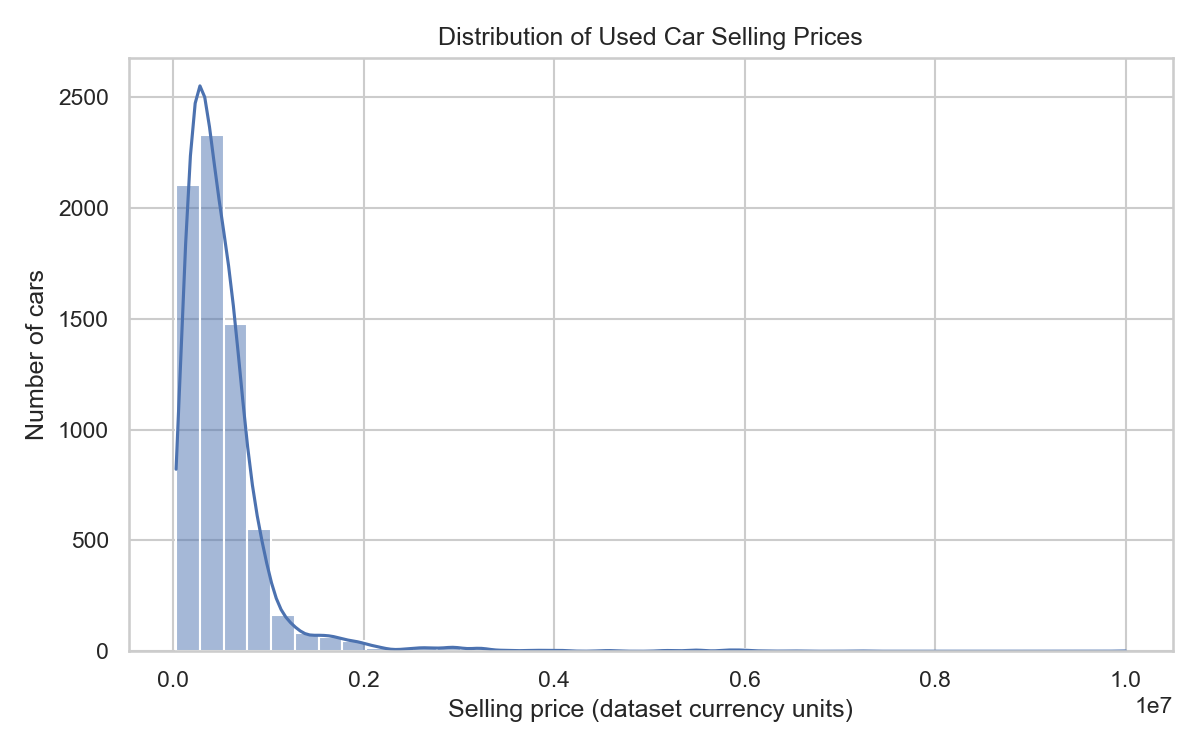 Distribution of Used Car Selling Prices
Number of cars
2500
2000
1500
1000
500
0
0.0 0.2 0.4 0.6 0.8 1.0
1e7
Selling price (dataset currency units)